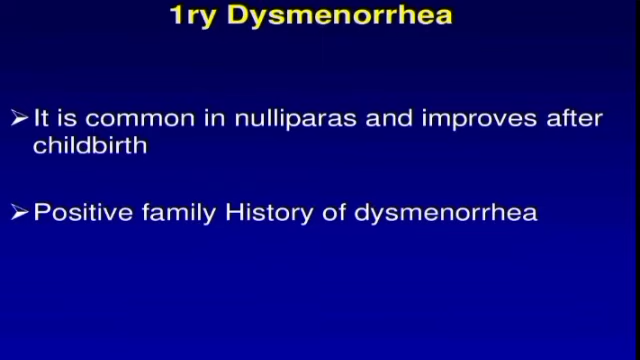 1ry Dysmenorrhea
➢It is common in nulliparas and improves after
childbirth
➢Positive family History of dysmenorrhea